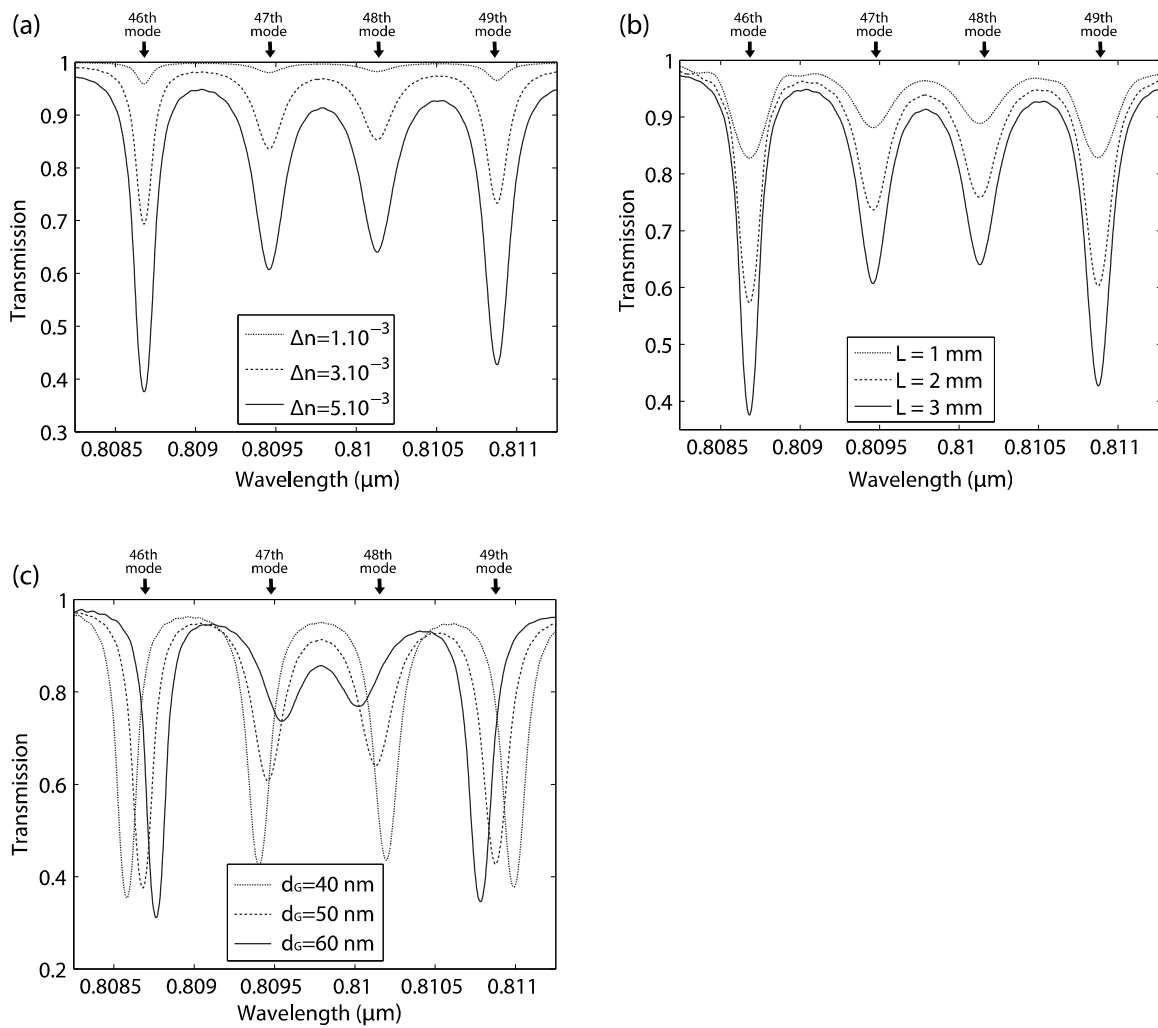 (a)
46th
mode
47th
mode
48th
mode
49th
mode
1
0.9
0.8
0.7
0.6
0.5
0.4
0.3
Transmission
Δn=1.10⁻³
Δn=3.10⁻³
Δn=5.10⁻³
0.8085
0.809
0.8095
0.81
0.8105
0.811
Wavelength (μm)
(b)
46th
mode
47th
mode
48th
mode
49th
mode
1
0.9
0.8
0.7
0.6
0.5
0.4
Transmission
L = 1 mm
L = 2 mm
L = 3 mm
0.8085
0.809
0.8095
0.81
0.8105
0.811
Wavelength (μm)
(c)
46th
mode
47th
mode
48th
mode
49th
mode
1
0.8
0.6
0.4
0.2
Transmission
dG=40 nm
dG=50 nm
dG=60 nm
0.8085
0.809
0.8095
0.81
0.8105
0.811
Wavelength (μm)